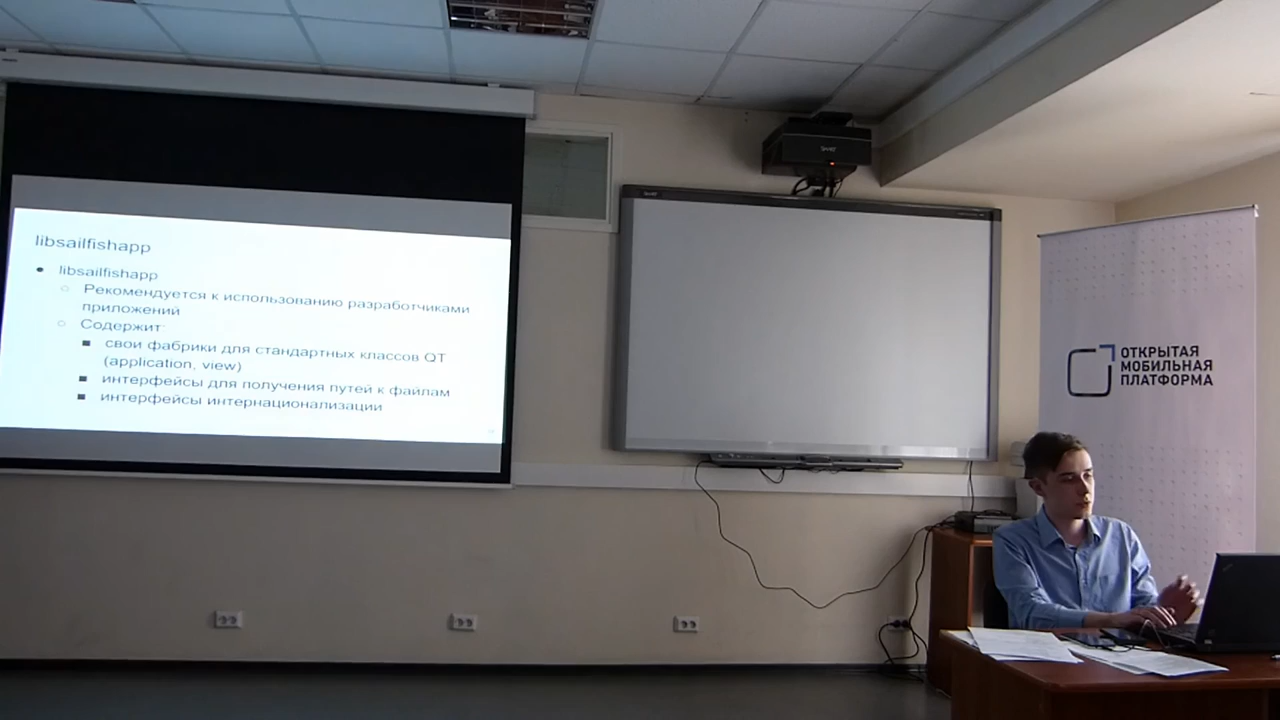 libsailfishapp
● libsailfishapp
○ Рекомендуется к использованию разработчиками
приложений
○ Содержит:
■ свои фабрики для стандартных классов QT
(application, view)
■ интерфейсы для получения путей к файлам
■ интерфейсы интернационализации
ОТКРЫТАЯ
МОБИЛЬНАЯ
ПЛАТФОРМА